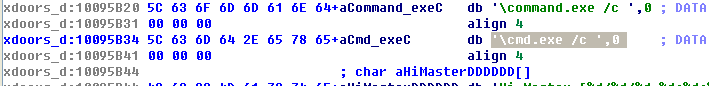 xdoors_d:10095B20 5C 63 6F 6D 6D 61 6E 64+aCommand_exeC db '\command.exe /c ',0 ; DATA
xdoors_d:10095B31 00 00 00 align 4
xdoors_d:10095B34 5C 63 6D 64 2E 65 78 65+aCmd_exeC db '\cmd.exe /c ',0 ; DATA
xdoors_d:10095B41 00 00 00 align 4
xdoors_d:10095B44 ; char aHiMasterDDDDDD[]